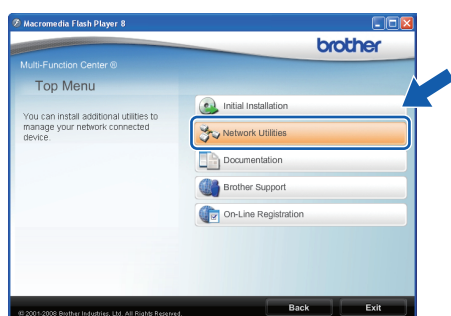 Macromedia Flash Player 8
brother
Multi-Function Center ®
Top Menu
You can install additional utilities to
manage your network connected
device.
Initial Installation
Network Utilities
Documentation
Brother Support
On-Line Registration
© 2001-2008 Brother Industries, Ltd. All Rights Reserved.
Back
Exit